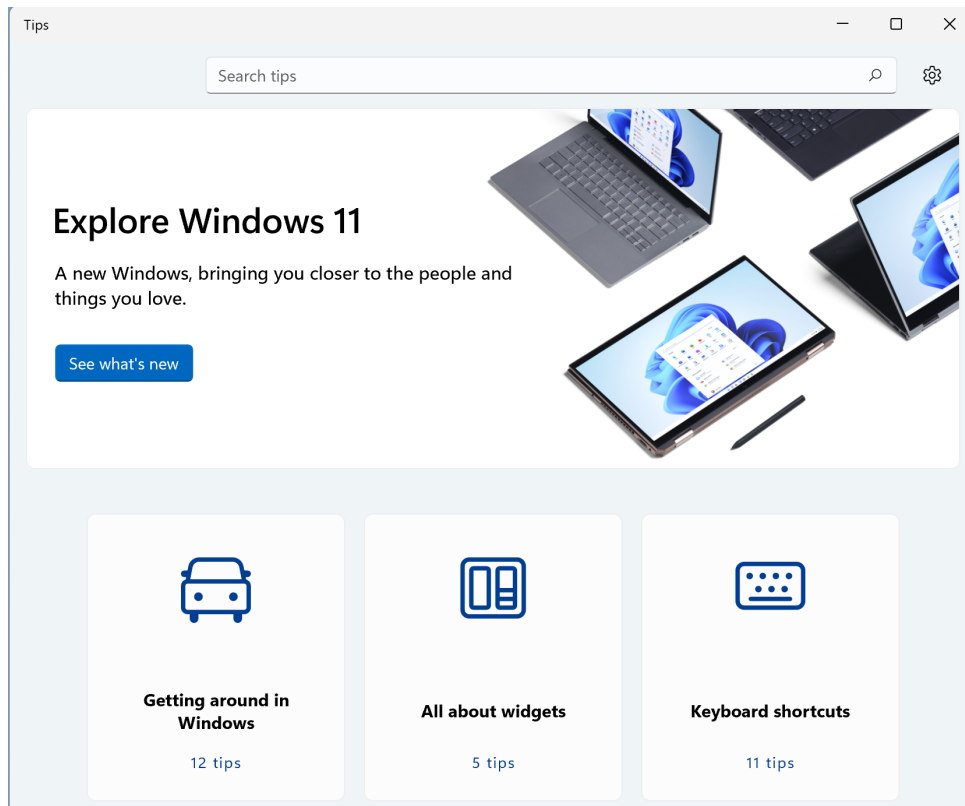 Tips
Search tips
Explore Windows 11
A new Windows, bringing you closer to the people and
things you love.
See what's new
Getting around in
Windows
12 tips
All about widgets
5 tips
Keyboard shortcuts
11 tips